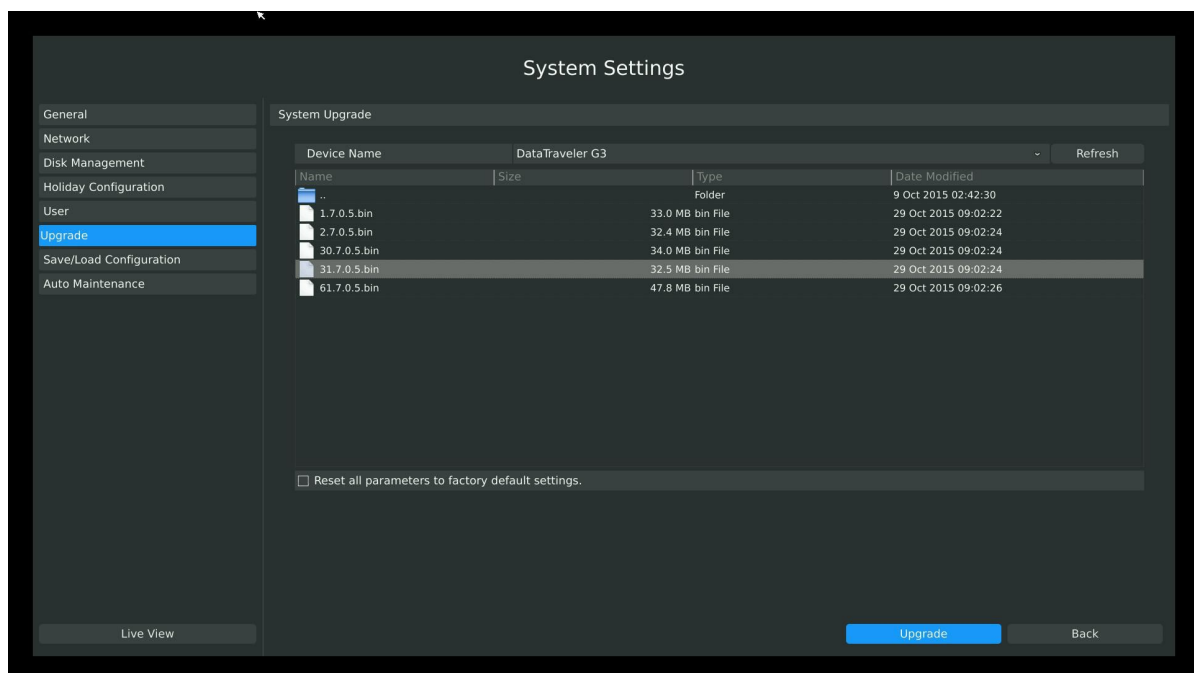 System Settings
General
Network
Disk Management
Holiday Configuration
User
Upgrade
Save/Load Configuration
Auto Maintenance
Live View
System Upgrade
Device Name DataTraveler G3 Refresh
Name Size Type Date Modified
.. Folder 9 Oct 2015 02:42:30
1.7.0.5.bin 33.0 MB bin File 29 Oct 2015 09:02:22
2.7.0.5.bin 32.4 MB bin File 29 Oct 2015 09:02:24
30.7.0.5.bin 34.0 MB bin File 29 Oct 2015 09:02:24
31.7.0.5.bin 32.5 MB bin File 29 Oct 2015 09:02:24
61.7.0.5.bin 47.8 MB bin File 29 Oct 2015 09:02:26
Reset all parameters to factory default settings.
Upgrade Back